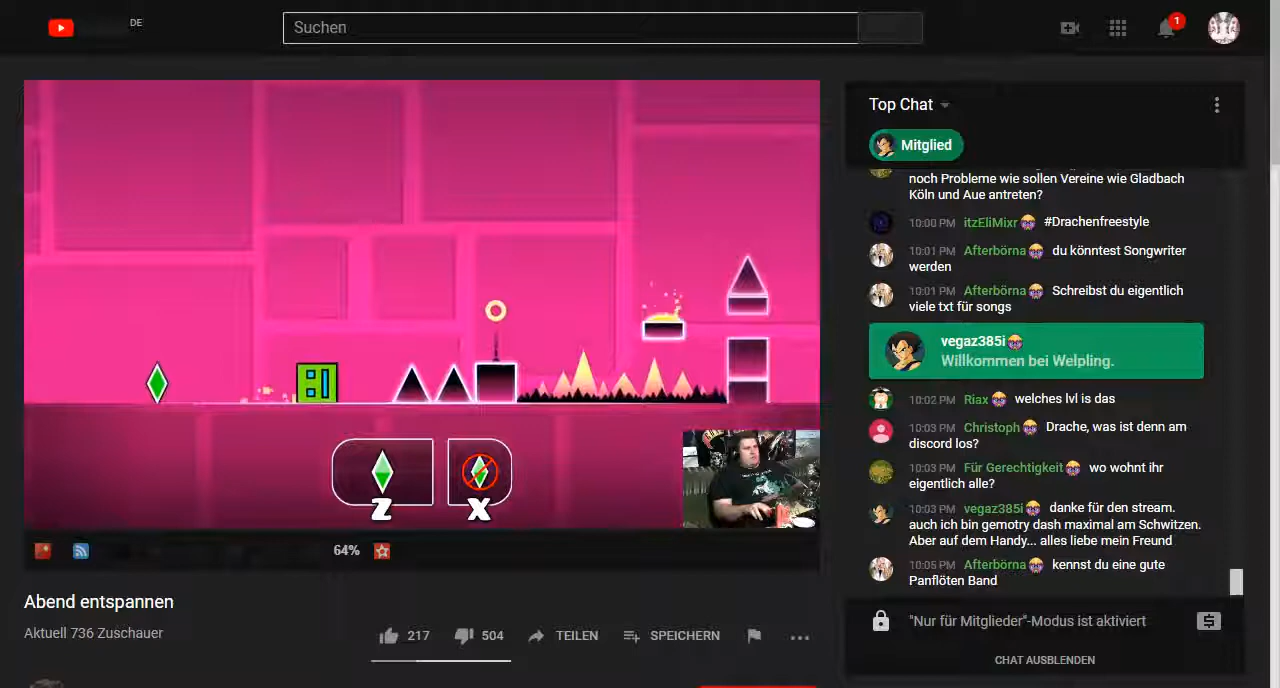 DE
Suchen
1
Top Chat
Mitglied
noch Probleme wie sollen Vereine wie Gladbach
Köln und Aue antreten?
10:00 PM itzEliMixr #Drachenfreestyle
10:01 PM Afterbörna du könntest Songwriter
werden
10:01 PM Afterbörna Schreibst du eigentlich
viele txt für songs
vegaz385i
Willkommen bei Welpling.
10:02 PM Riax welches lvl is das
10:03 PM Christoph Drache, was ist denn am
discord los?
10:03 PM Für Gerechtigkeit wo wohnt ihr
eigentlich alle?
10:03 PM vegaz385i danke für den stream.
auch ich bin gemotry dash maximal am Schwitzen.
Aber auf dem Handy... alles liebe mein Freund
10:05 PM Afterbörna kennst du eine gute
Panflöten Band
"Nur für Mitglieder"-Modus ist aktiviert
CHAT AUSBLENDEN
Z X
64%
Abend entspannen
Aktuell 736 Zuschauer
217 504 TEILEN SPEICHERN